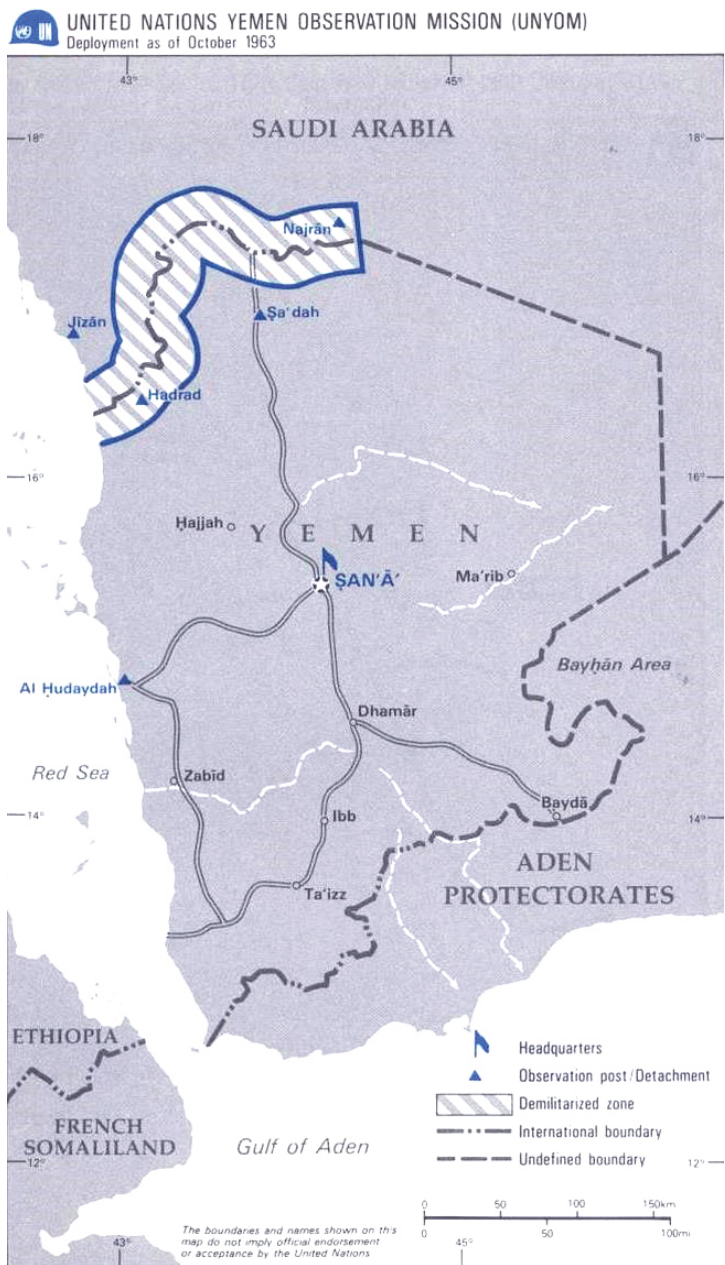 UN
UNITED NATIONS YEMEN OBSERVATION MISSION (UNYOM)
Deployment as of October 1963
43°
45°
18°
SAUDI ARABIA
18°
Najrān
Jīzān
Ṣa'dah
Hadrad
16°
16°
Ḥajjah
YEMEN
Ma'rib
ṢAN'Ā'
Bayḥān Area
Al Ḥudaydah
Dhamār
Red Sea
Zabīd
14°
Ibb
Baydā
14°
ADEN
PROTECTORATES
Ta'izz
ETHIOPIA
FRENCH
SOMALILAND
Gulf of Aden
12°
12°
Headquarters
Observation post/Detachment
Demilitarized zone
International boundary
Undefined boundary
0 50 100 150km
0 50 100mi
The boundaries and names shown on this
map do not imply official endorsement
or acceptance by the United Nations
43°
45°